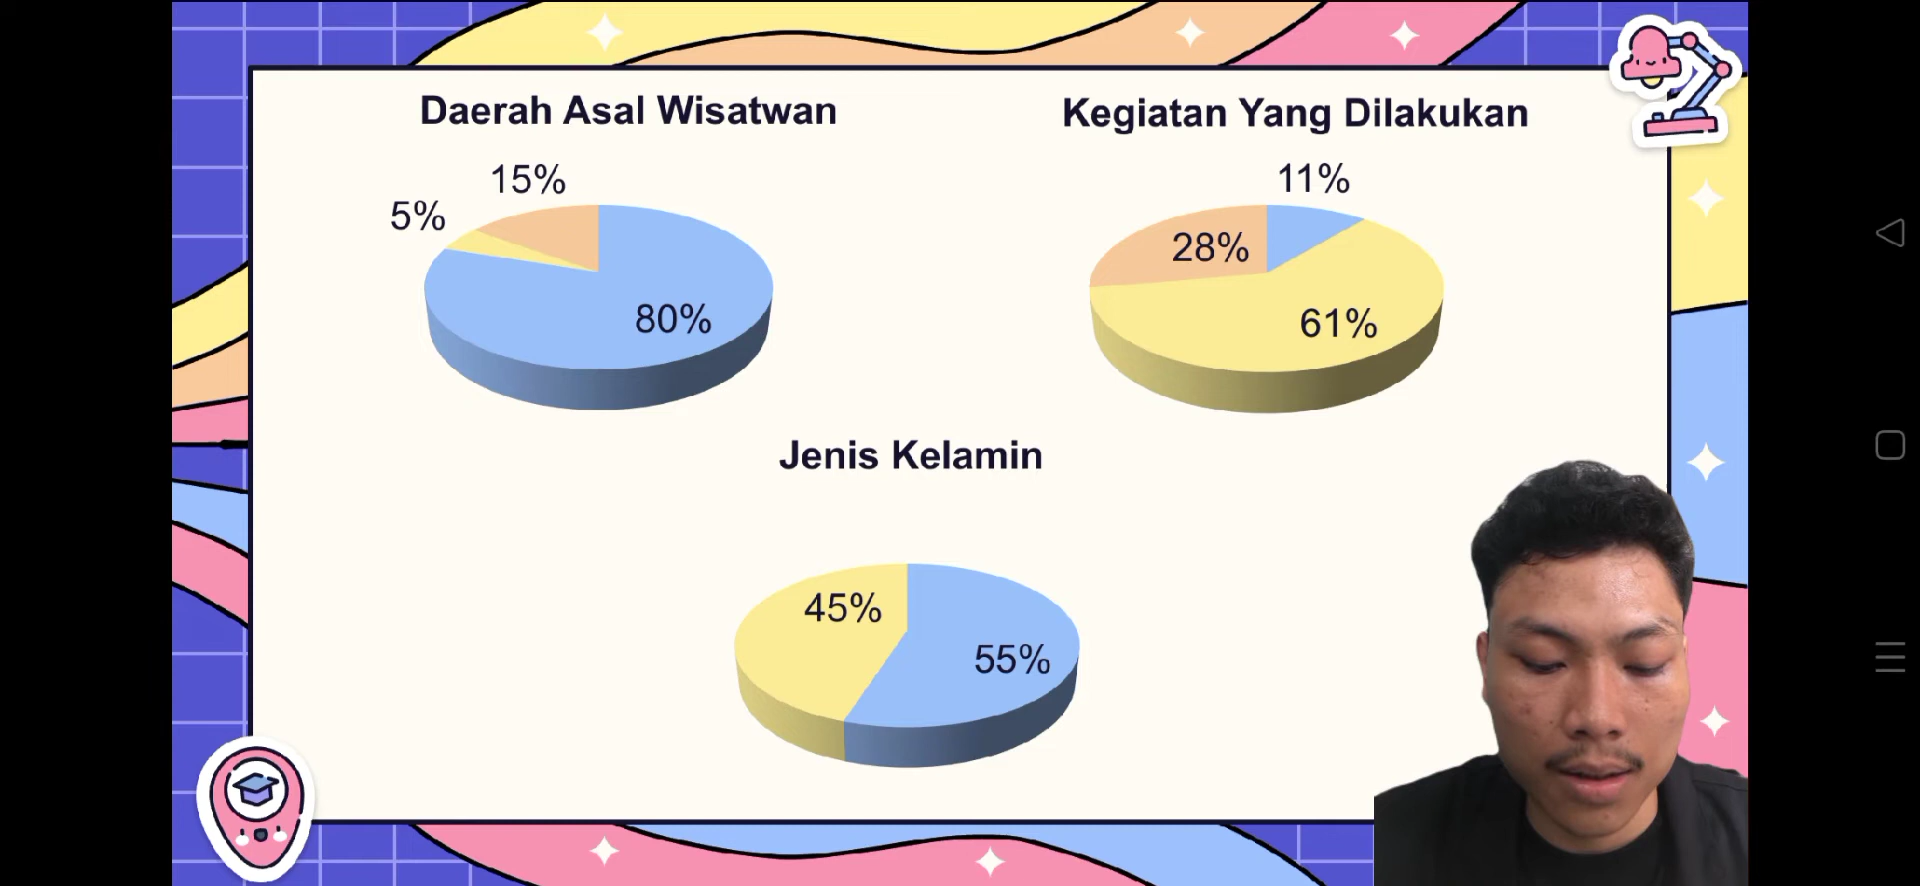 Daerah Asal Wisatwan
15%
5%
80%
Kegiatan Yang Dilakukan
11%
28%
61%
Jenis Kelamin
45%
55%